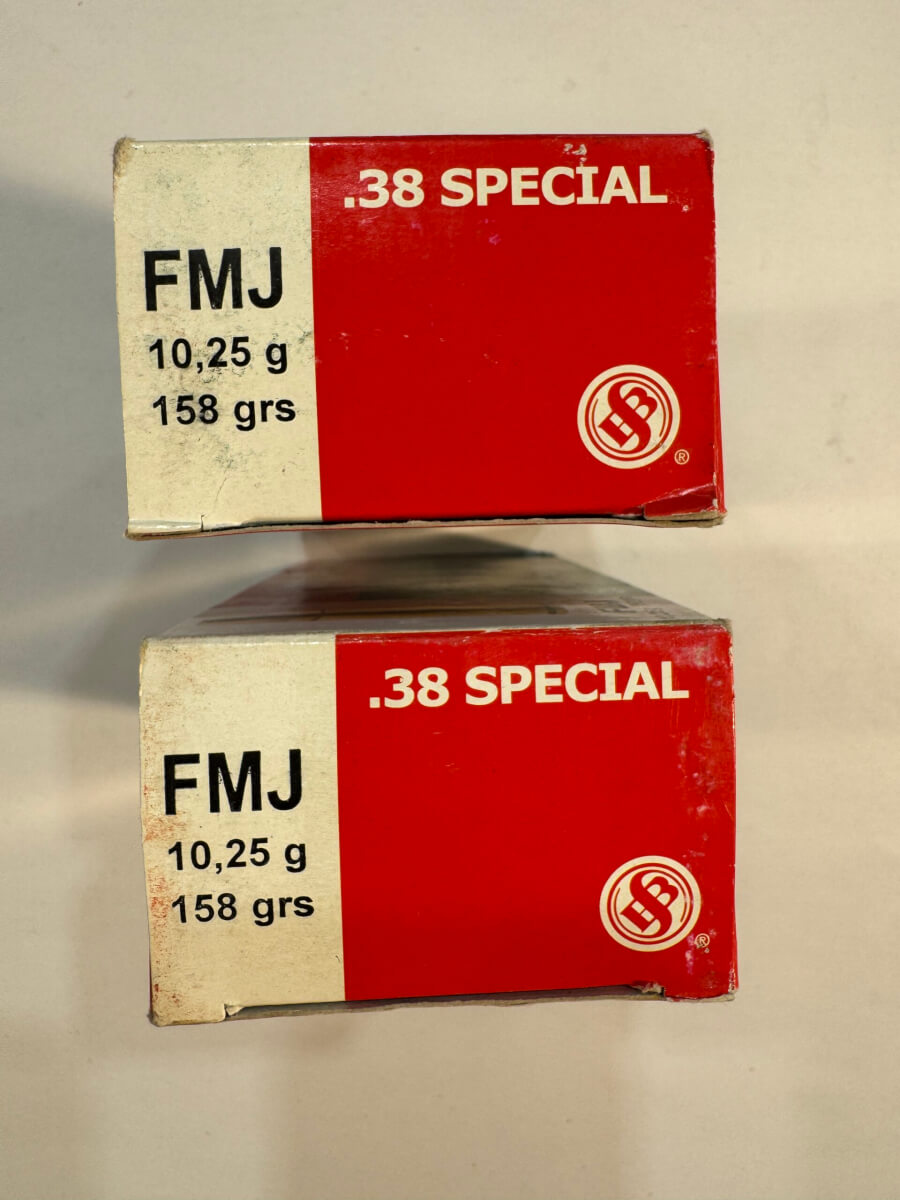 .38 SPECIAL
FMJ
10,25 g
158 grs
S&B
®
.38 SPECIAL
FMJ
10,25 g
158 grs
S&B
®